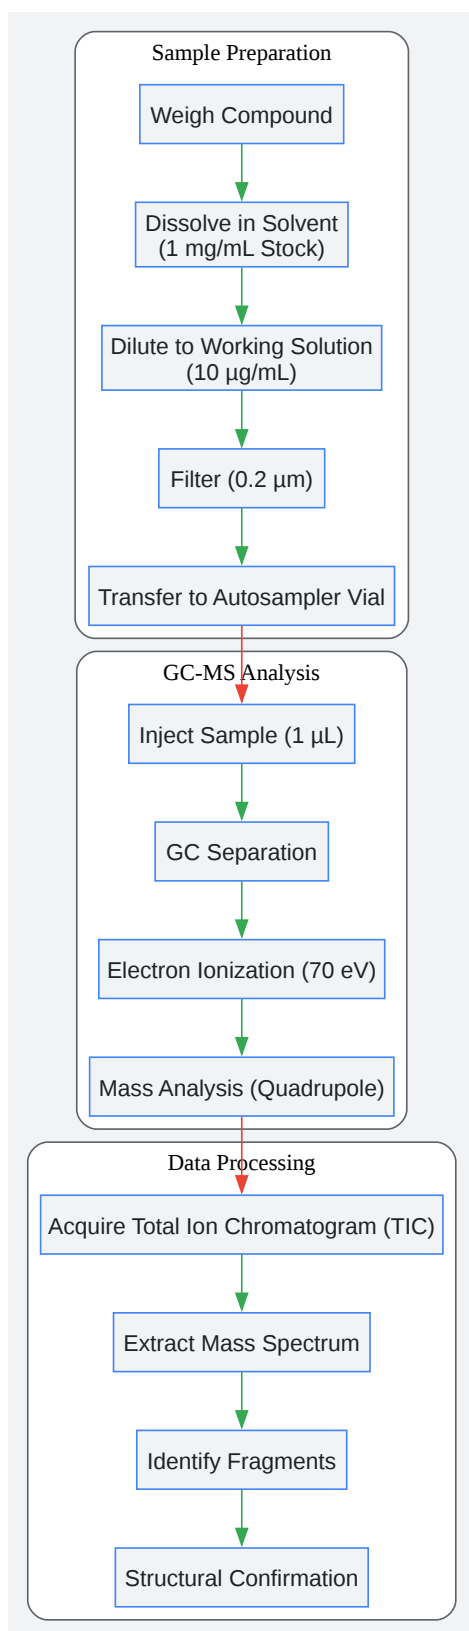 Sample Preparation
Weigh Compound
Dissolve in Solvent
(1 mg/mL Stock)
Dilute to Working Solution
(10 µg/mL)
Filter (0.2 µm)
Transfer to Autosampler Vial
GC-MS Analysis
Inject Sample (1 µL)
GC Separation
Electron Ionization (70 eV)
Mass Analysis (Quadrupole)
Data Processing
Acquire Total Ion Chromatogram (TIC)
Extract Mass Spectrum
Identify Fragments
Structural Confirmation